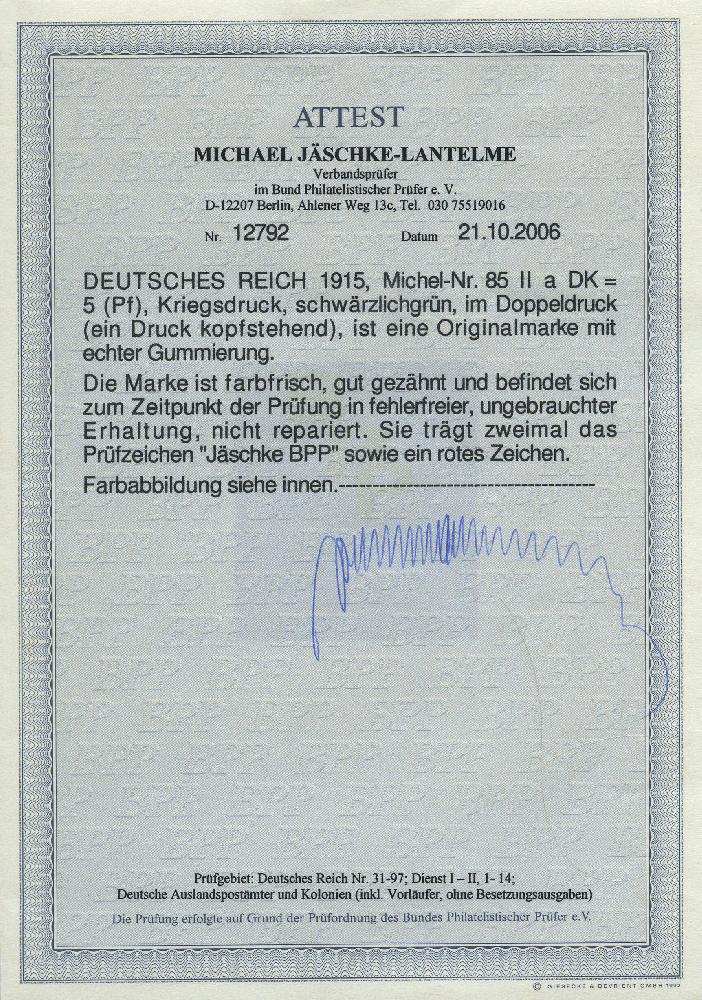 ATTEST
MICHAEL JÄSCHKE-LANTELME
Verbandsprüfer
im Bund Philatelistischer Prüfer e. V.
D-12207 Berlin, Ahlener Weg 13c, Tel. 030 75519016
Nr. 12792 Datum 21.10.2006
DEUTSCHES REICH 1915, Michel-Nr. 85 II a DK =
5 (Pf), Kriegsdruck, schwärzlichgrün, im Doppeldruck
(ein Druck kopfstehend), ist eine Originalmarke mit
echter Gummierung.
Die Marke ist farbfrisch, gut gezähnt und befindet sich
zum Zeitpunkt der Prüfung in fehlerfreier, ungebrauchter
Erhaltung, nicht repariert. Sie trägt zweimal das
Prüfzeichen "Jäschke BPP" sowie ein rotes Zeichen.
Farbabbildung siehe innen.-----------------------------------
Prüfgebiet: Deutsches Reich Nr. 31-97; Dienst I – II, 1- 14;
Deutsche Auslandspostämter und Kolonien (inkl. Vorläufer, ohne Besetzungsausgaben)
Die Prüfung erfolgte auf Grund der Prüfordnung des Bundes Philatelistischer Prüfer e.V.
© GIESECKE & DEVRIENT GMBH